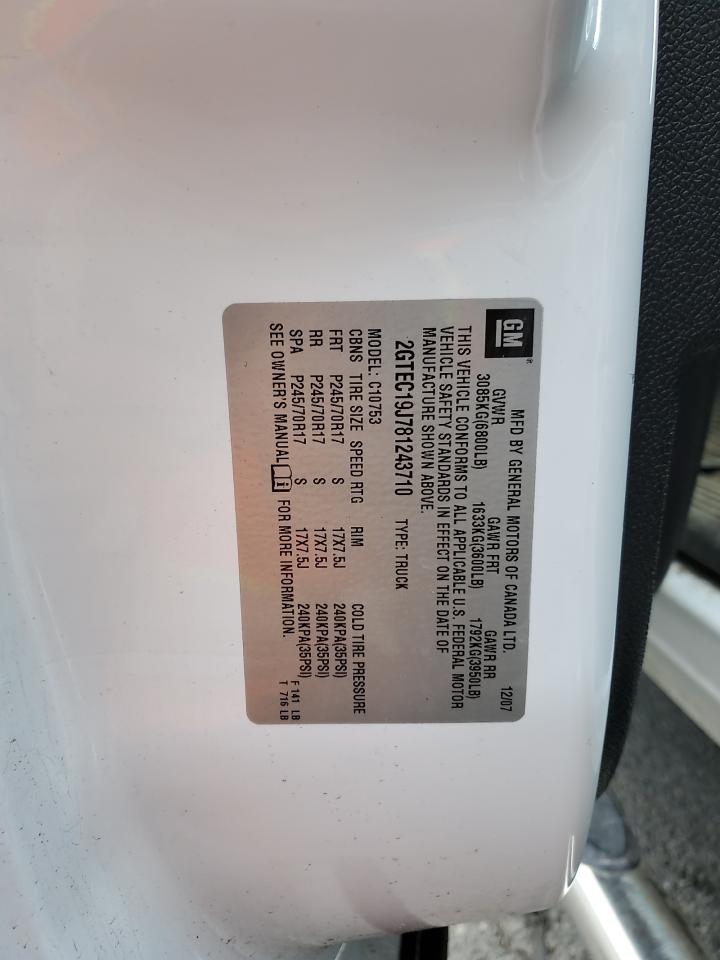 GM®
MFD BY GENERAL MOTORS OF CANADA LTD. 12/07
GVWR GAWR FRT GAWR RR
3085KG(6800LB) 1633KG(3600LB) 1792KG(3950LB)
THIS VEHICLE CONFORMS TO ALL APPLICABLE U.S. FEDERAL MOTOR
VEHICLE SAFETY STANDARDS IN EFFECT ON THE DATE OF
MANUFACTURE SHOWN ABOVE.
2GTEC19J781243710 TYPE: TRUCK
MODEL: C10753
CBNS TIRE SIZE SPEED RTG RIM COLD TIRE PRESSURE
FRT P245/70R17 S 17X7.5J 240KPA(35PSI)
RR P245/70R17 S 17X7.5J 240KPA(35PSI)
SPA P245/70R17 S 17X7.5J 240KPA(35PSI)
SEE OWNER'S MANUAL i FOR MORE INFORMATION.
F 141 LB
T 716 LB